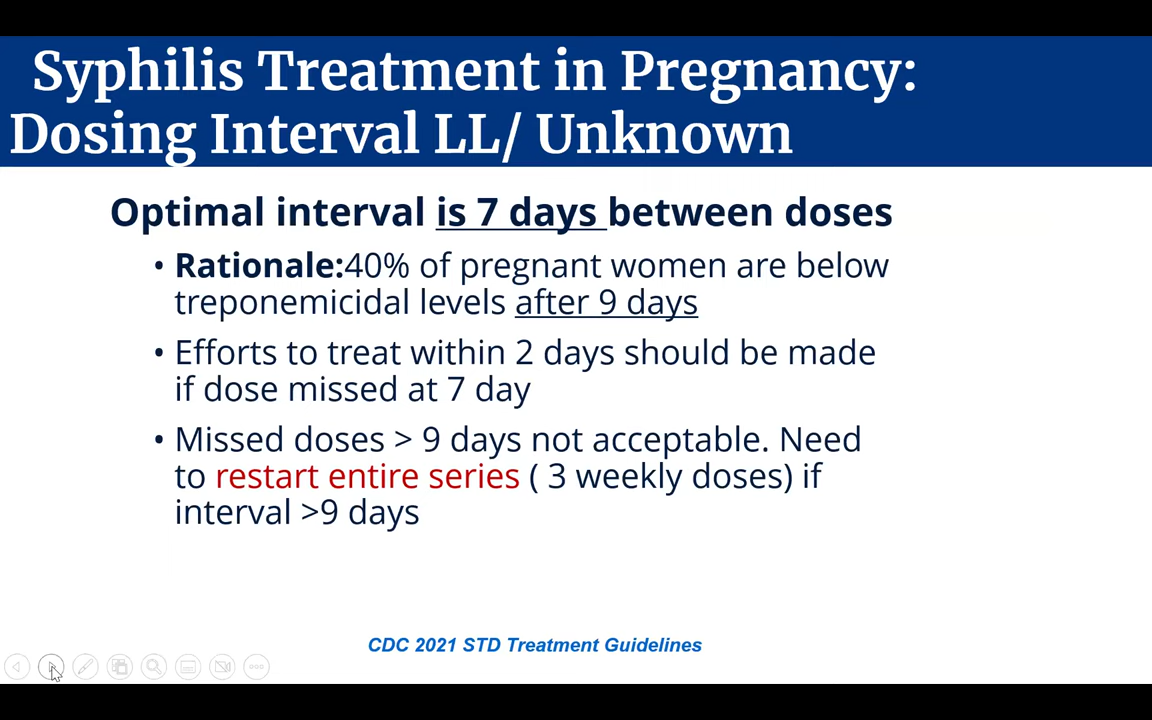 Syphilis Treatment in Pregnancy:
Dosing Interval LL/ Unknown
Optimal interval is 7 days between doses
• Rationale:40% of pregnant women are below
treponemicidal levels after 9 days
• Efforts to treat within 2 days should be made
if dose missed at 7 day
• Missed doses > 9 days not acceptable. Need
to restart entire series ( 3 weekly doses) if
interval >9 days
CDC 2021 STD Treatment Guidelines